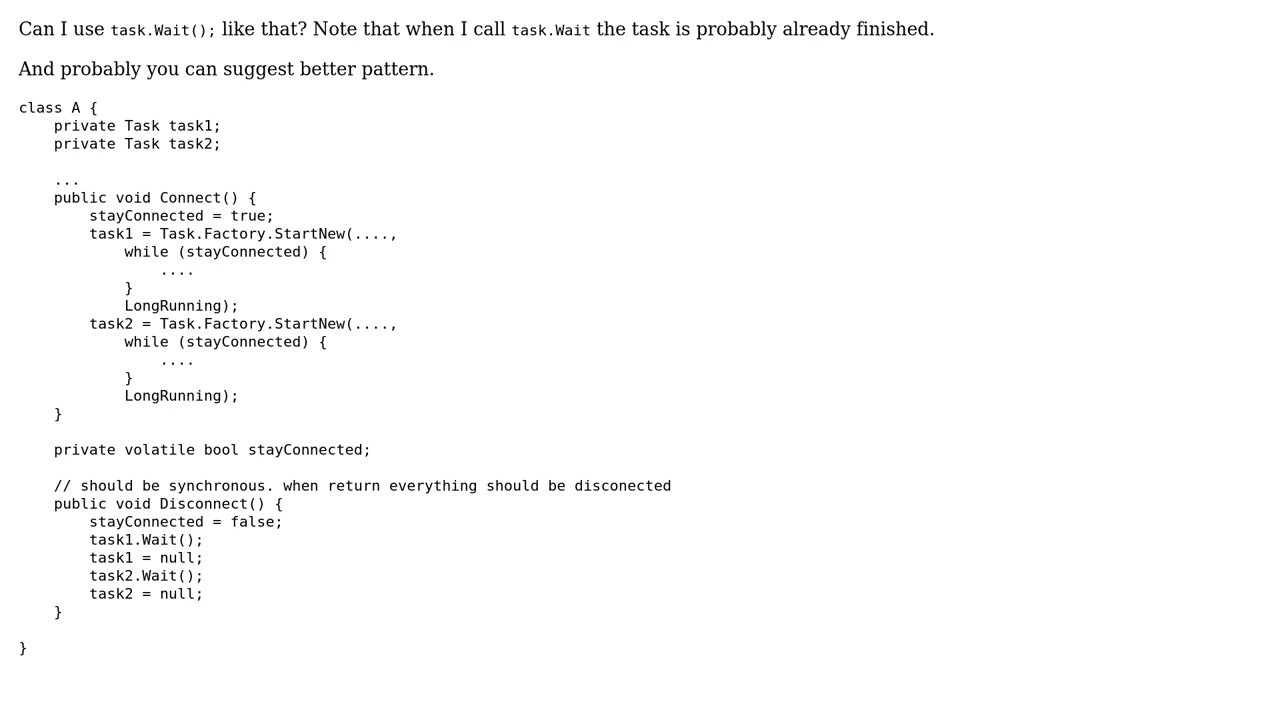 Can I use task.Wait(); like that? Note that when I call task.Wait the task is probably already finished.
And probably you can suggest better pattern.
class A {
    private Task task1;
    private Task task2;

    ...
    public void Connect() {
        stayConnected = true;
        task1 = Task.Factory.StartNew(....,
            while (stayConnected) {
                ....
            }
            LongRunning);
        task2 = Task.Factory.StartNew(....,
            while (stayConnected) {
                ....
            }
            LongRunning);
    }

    private volatile bool stayConnected;

    // should be synchronous. when return everything should be disconected
    public void Disconnect() {
        stayConnected = false;
        task1.Wait();
        task1 = null;
        task2.Wait();
        task2 = null;
    }

}